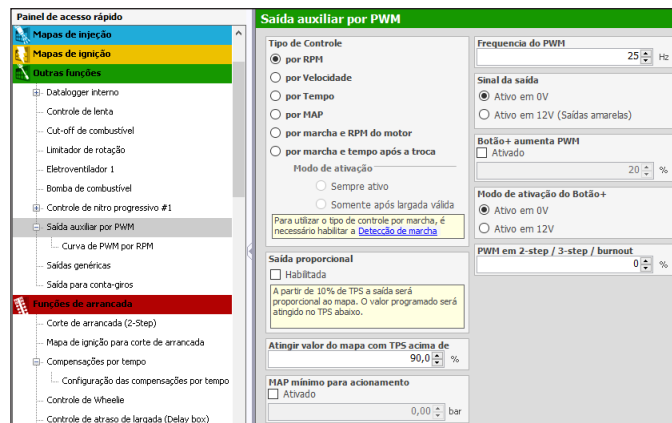 Painel de acesso rápido
Mapas de injeção
Mapas de ignição
Outras funções
Datalogger interno
Controle de lenta
Cut-off de combustível
Limitador de rotação
Eletroventilador 1
Bomba de combustível
Controle de nitro progressivo #1
Saída auxiliar por PWM
Curva de PWM por RPM
Saídas genéricas
Saída para conta-giros
Funções de arrancada
Corte de arrancada (2-Step)
Mapa de ignição para corte de arrancada
Compensações por tempo
Configuração das compensações por tempo
Controle de Wheelie
Controle de atraso de largada (Delay box)
Saída auxiliar por PWM
Tipo de Controle
por RPM
por Velocidade
por Tempo
por MAP
por marcha e RPM do motor
por marcha e tempo após a troca
Modo de ativação
Sempre ativo
Somente após largada válida
Para utilizar o tipo de controle por marcha, é
necessário habilitar a Detecção de marcha
Saída proporcional
Habilitada
A partir de 10% de TPS a saída será
proporcional ao mapa. O valor programado será
atingido no TPS abaixo.
Atingir valor do mapa com TPS acima de
90,0 %
MAP mínimo para acionamento
Ativado
0,00 bar
Frequencia do PWM
25 Hz
Sinal da saída
Ativo em 0V
Ativo em 12V (Saídas amarelas)
Botão+ aumenta PWM
Ativado
20 %
Modo de ativação do Botão+
Ativo em 0V
Ativo em 12V
PWM em 2-step / 3-step / burnout
0 %